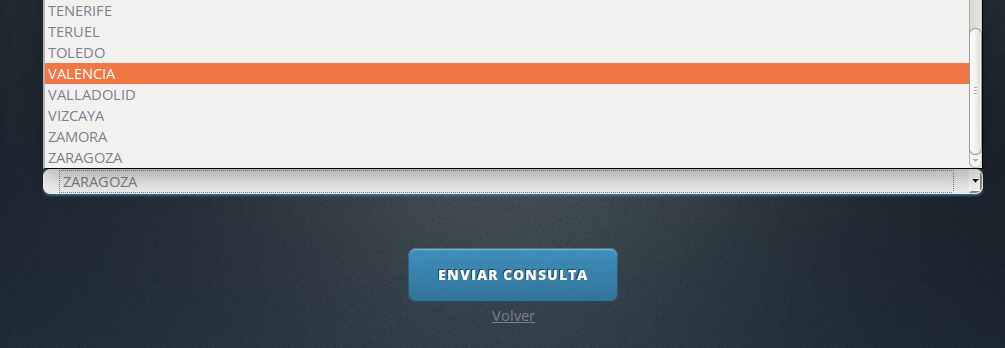 TENERIFE
TERUEL
TOLEDO
VALENCIA
VALLADOLID
VIZCAYA
ZAMORA
ZARAGOZA
ZARAGOZA
ENVIAR CONSULTA
Volver